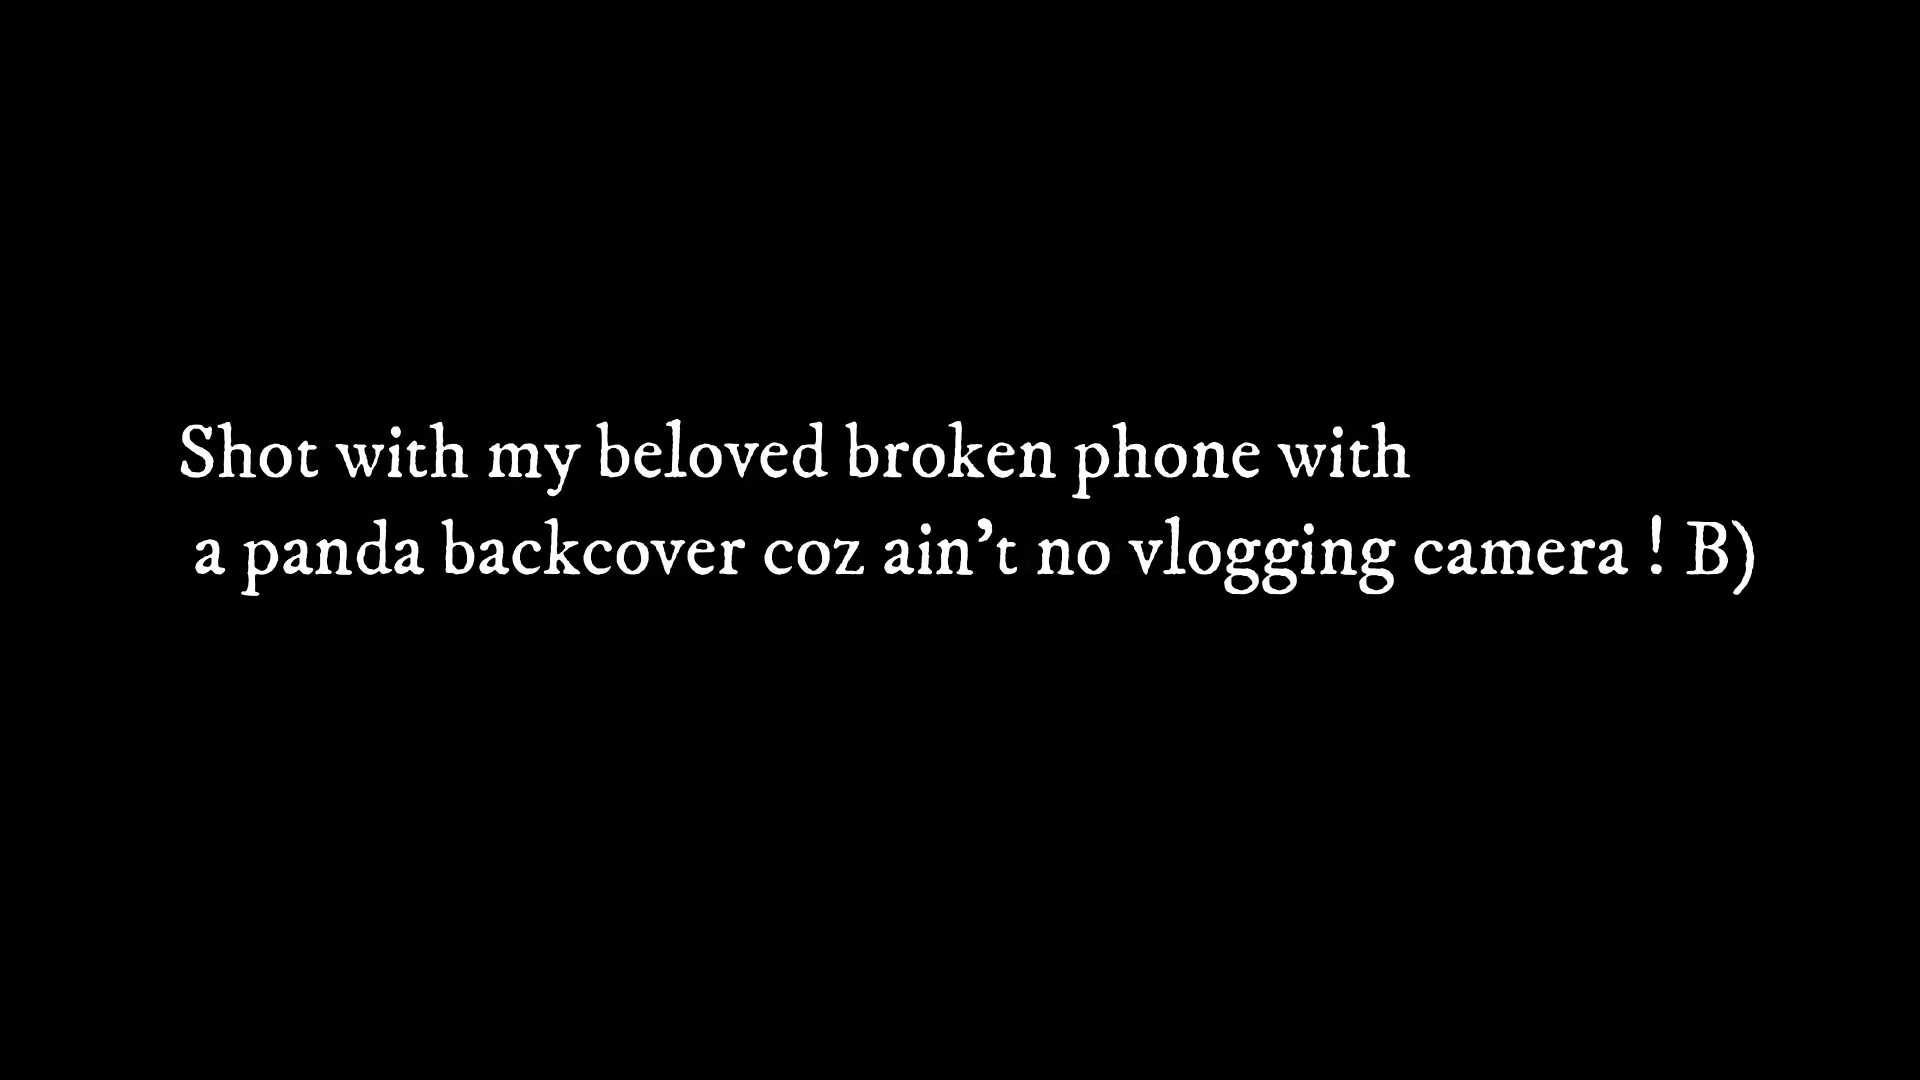 Shot with my beloved broken phone with
a panda backcover coz ain't no vlogging camera ! B)